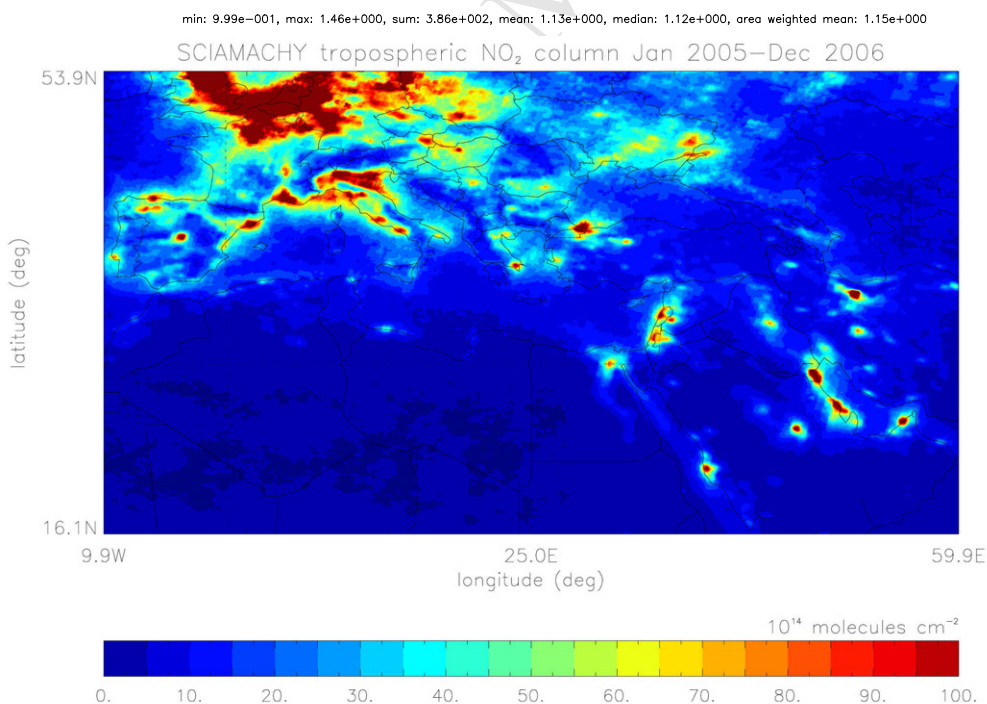 min: 9.99e-001, max: 1.46e+000, sum: 3.86e+002, mean: 1.13e+000, median: 1.12e+000, area weighted mean: 1.15e+000
SCIAMACHY tropospheric NO₂ column Jan 2005-Dec 2006
53.9N
latitude (deg)
16.1N
9.9W 25.0E 59.9E
longitude (deg)
10¹⁴ molecules cm⁻²
0. 10. 20. 30. 40. 50. 60. 70. 80. 90. 100.